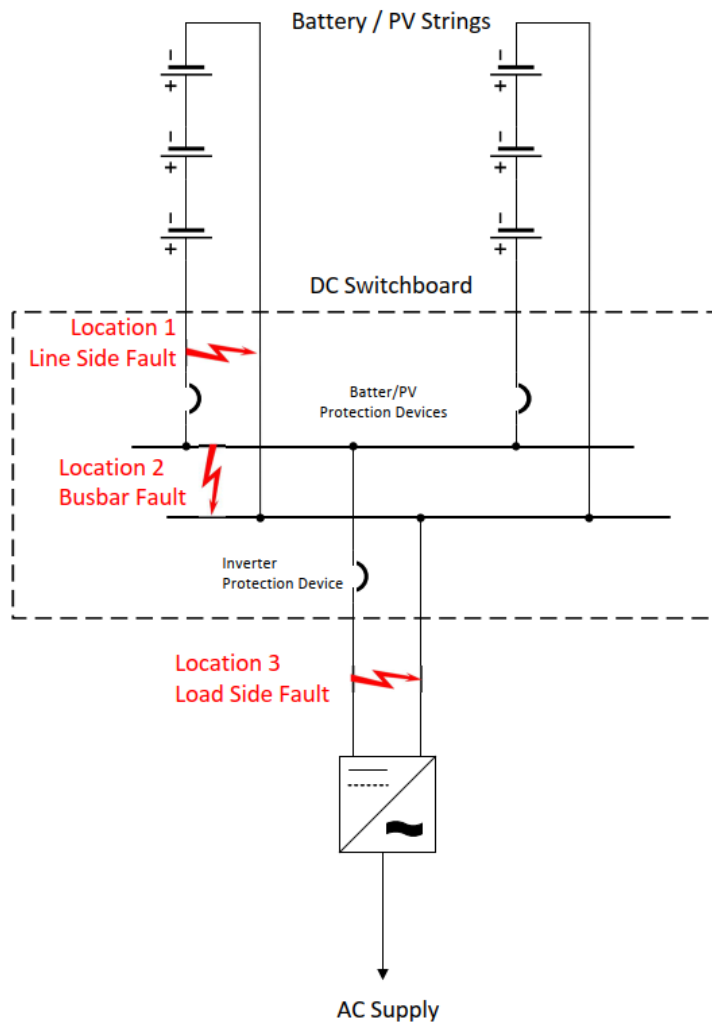 Battery / PV Strings
−
+
−
+
−
+
−
+
−
+
−
+
DC Switchboard
Location 1
Line Side Fault
Batter/PV
Protection Devices
Location 2
Busbar Fault
Inverter
Protection Device
Location 3
Load Side Fault
AC Supply